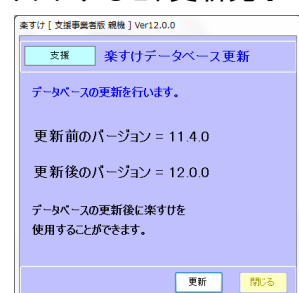 楽すけ [ 支援事業者版 親機 ] Ver12.0.0
支援
楽すけデータベース更新
データベースの更新を行います。
更新前のバージョン = 11.4.0
更新後のバージョン = 12.0.0
データベースの更新後に楽すけを
使用することができます。
更新
閉じる